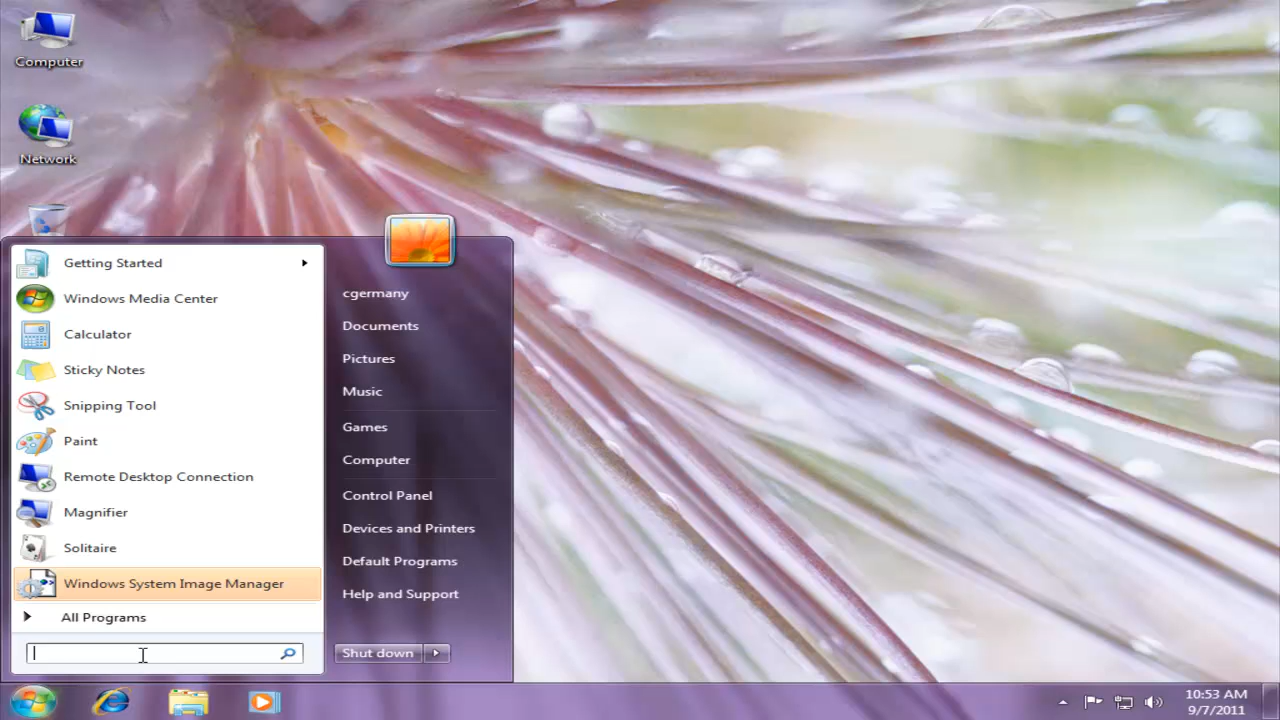 Computer
Network
Getting Started
Windows Media Center
Calculator
Sticky Notes
Snipping Tool
Paint
Remote Desktop Connection
Magnifier
Solitaire
Windows System Image Manager
All Programs
cgermany
Documents
Pictures
Music
Games
Computer
Control Panel
Devices and Printers
Default Programs
Help and Support
Shut down
10:53 AM
9/7/2011